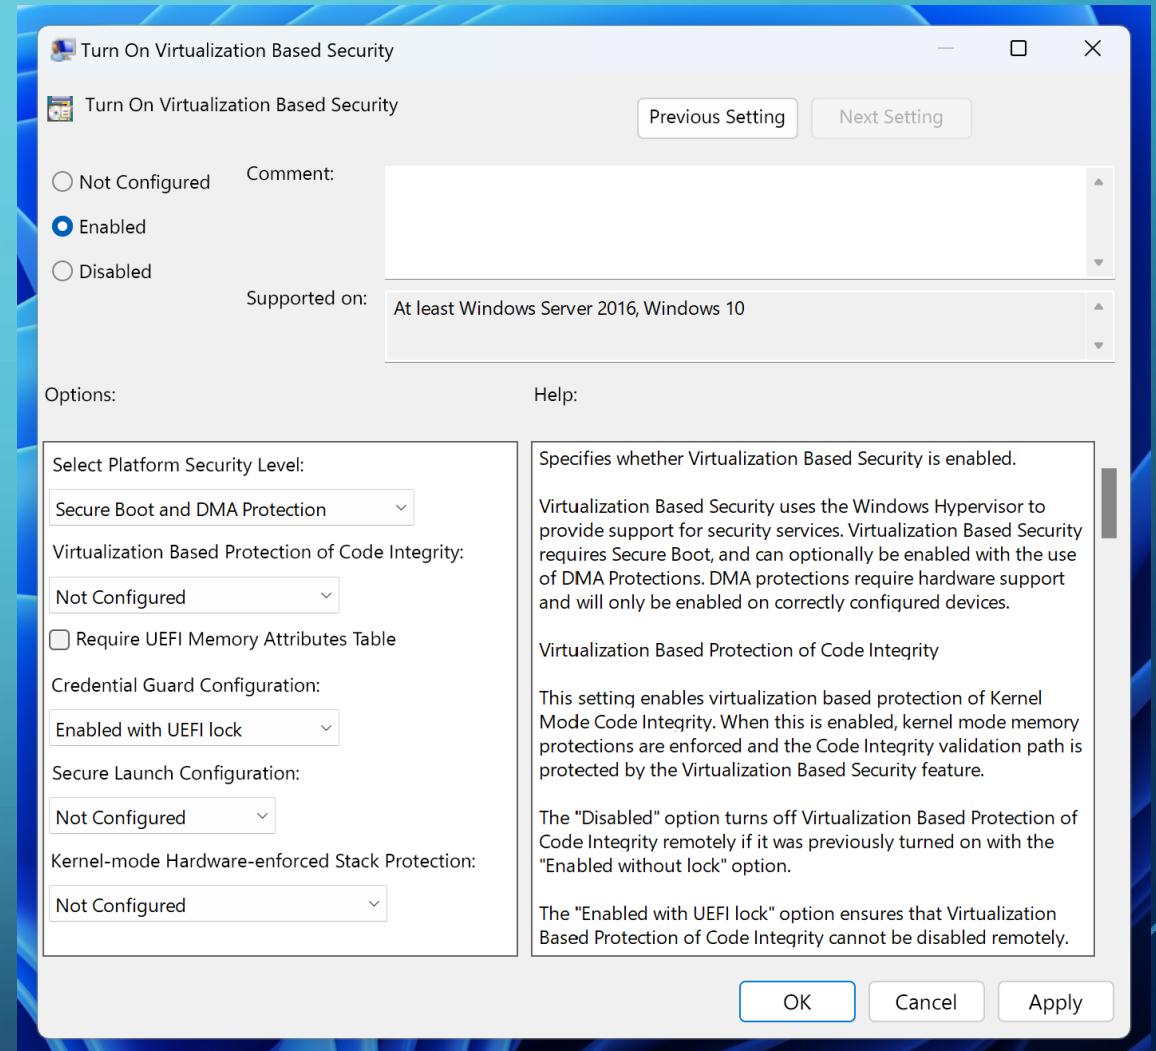 Turn On Virtualization Based Security
Turn On Virtualization Based Security
Previous Setting
Next Setting
Not Configured
Comment:
Enabled
Disabled
Supported on:
At least Windows Server 2016, Windows 10
Options:
Help:
Select Platform Security Level:
Secure Boot and DMA Protection
Virtualization Based Protection of Code Integrity:
Not Configured
Require UEFI Memory Attributes Table
Credential Guard Configuration:
Enabled with UEFI lock
Secure Launch Configuration:
Not Configured
Kernel-mode Hardware-enforced Stack Protection:
Not Configured
Specifies whether Virtualization Based Security is enabled.
Virtualization Based Security uses the Windows Hypervisor to
provide support for security services. Virtualization Based Security
requires Secure Boot, and can optionally be enabled with the use
of DMA Protections. DMA protections require hardware support
and will only be enabled on correctly configured devices.
Virtualization Based Protection of Code Integrity
This setting enables virtualization based protection of Kernel
Mode Code Integrity. When this is enabled, kernel mode memory
protections are enforced and the Code Integrity validation path is
protected by the Virtualization Based Security feature.
The "Disabled" option turns off Virtualization Based Protection of
Code Integrity remotely if it was previously turned on with the
"Enabled without lock" option.
The "Enabled with UEFI lock" option ensures that Virtualization
Based Protection of Code Integrity cannot be disabled remotely.
OK
Cancel
Apply